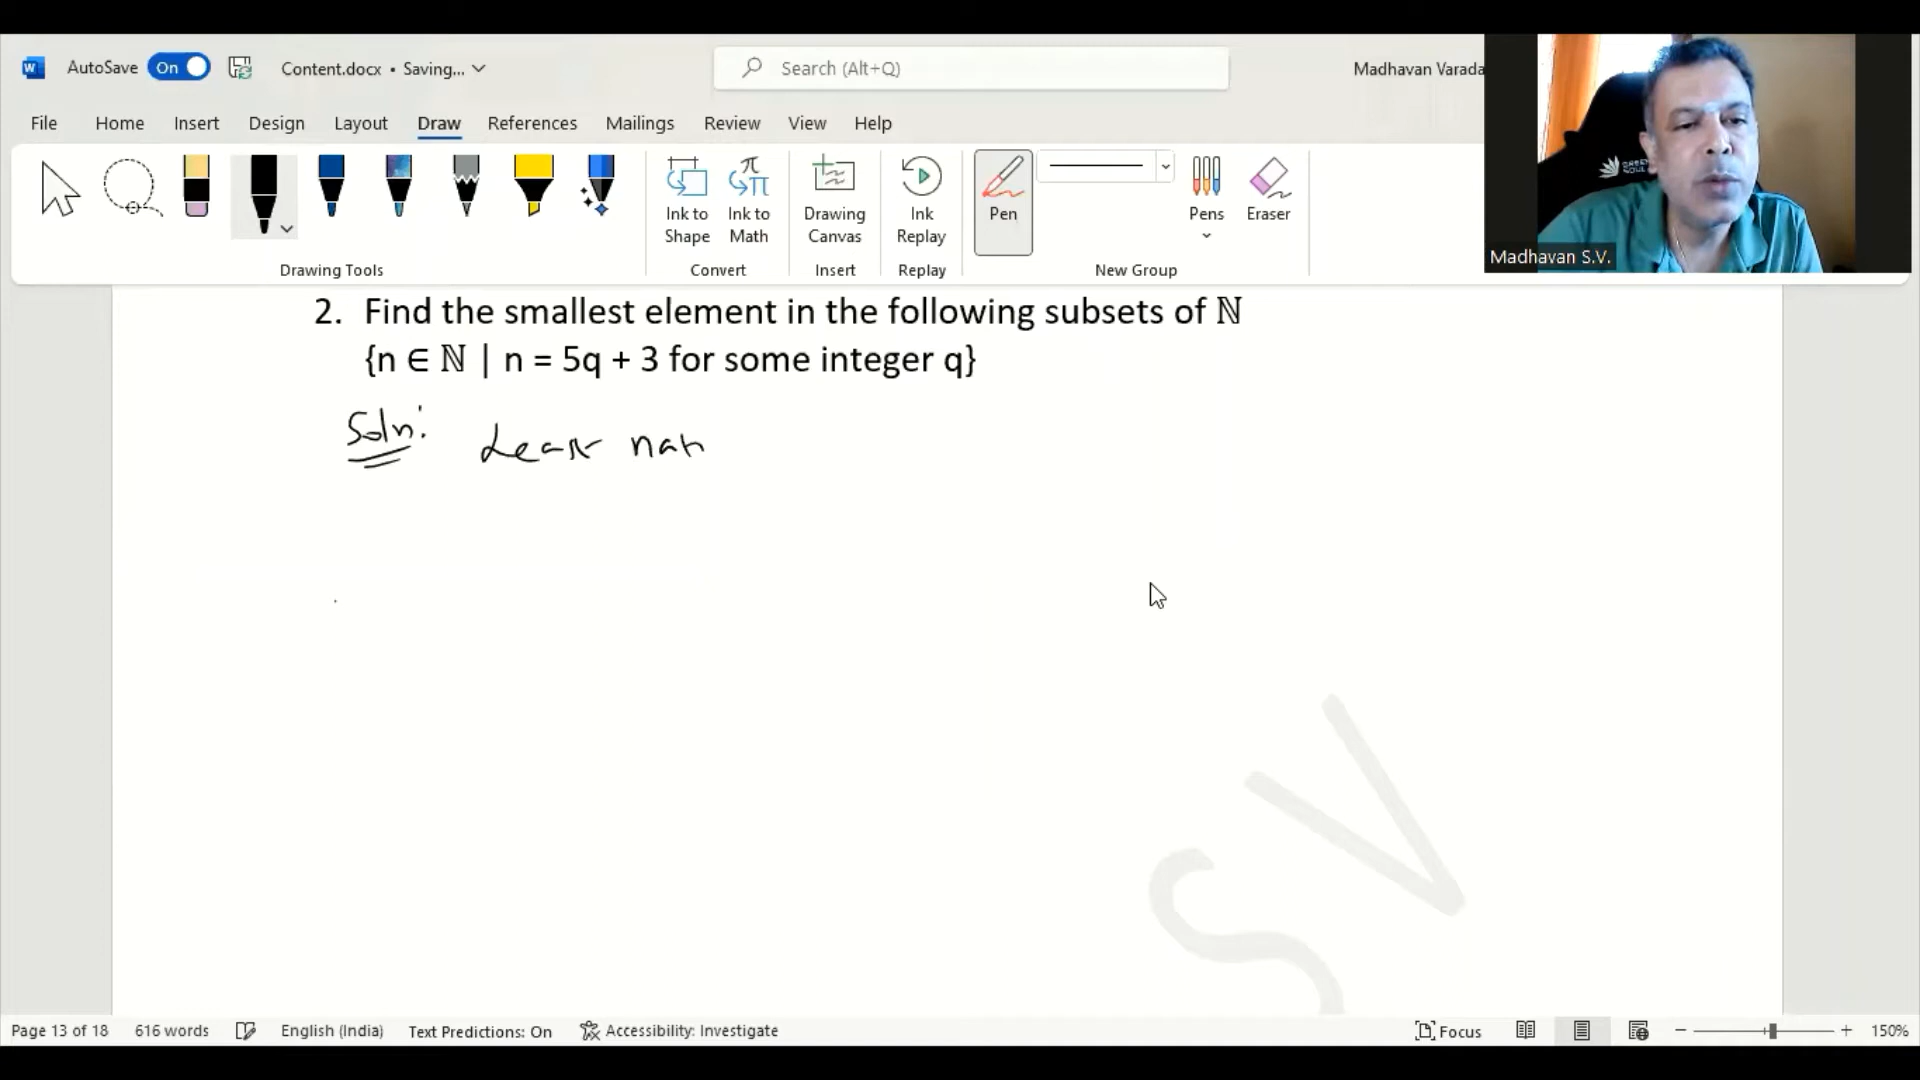 AutoSave On Content.docx • Saving... Search (Alt+Q) Madhavan Varada
File Home Insert Design Layout Draw References Mailings Review View Help
Ink to Shape
Ink to Math
Drawing Canvas
Ink Replay
Pen
Pens
Eraser
Drawing Tools Convert Insert Replay New Group
Madhavan S.V.
2. Find the smallest element in the following subsets of ℕ
{n ∈ ℕ | n = 5q + 3 for some integer q}
Soln: Least nat
S V
Page 13 of 18 616 words English (India) Text Predictions: On Accessibility: Investigate Focus 150%